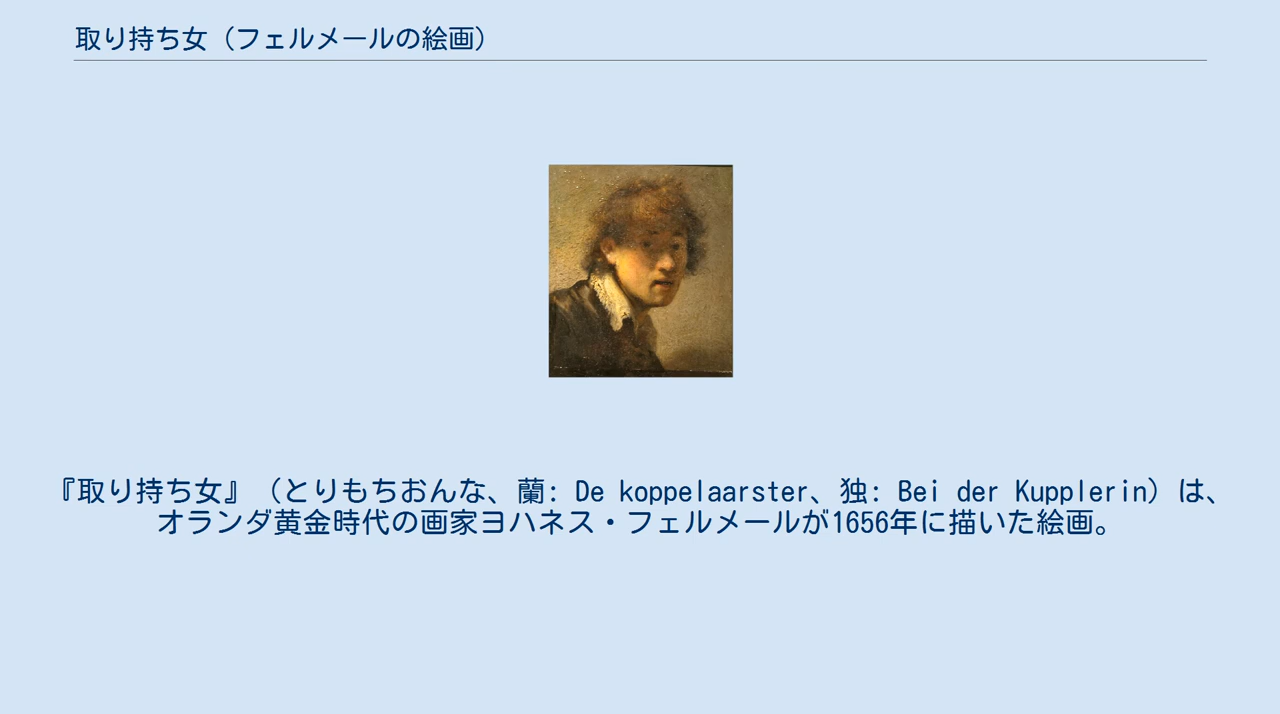 取り持ち女（フェルメールの絵画）
『取り持ち女』（とりもちおんな、蘭: De koppelaarster、独: Bei der Kupplerin）は、
オランダ黄金時代の画家ヨハネス・フェルメールが1656年に描いた絵画。